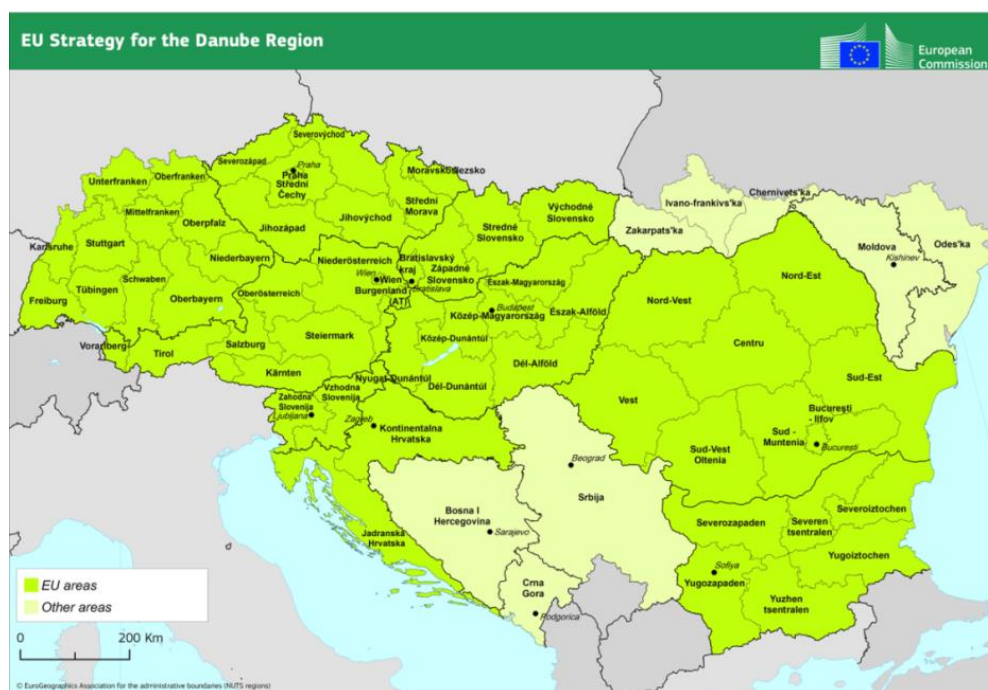 EU Strategy for the Danube Region
European
Commission
Severovýchod
Severozápad
Praha
Praha
Střední
Čechy
Moravskoslezsko
Oberfranken
Unterfranken
Mittelfranken
Oberpfalz
Jihozápad
Jihovýchod
Střední
Morava
Karlsruhe
Stuttgart
Niederbayern
Schwaben
Tübingen
Freiburg
Oberbayern
Niederösterreich
Wien
Wien
Oberösterreich
Burgenland
(AT)
Bratislavský
kraj
Bratislava
Západné
Slovensko
Stredné
Slovensko
Východné
Slovensko
Ivano-frankivs'ka
Chernivets'ka
Zakarpats'ka
Moldova
Kishinev
Odes'ka
Vorarlberg
Tirol
Salzburg
Steiermark
Kärnten
Észak-Magyarország
Budapest
Közép-Magyarország
Észak-Alföld
Közép-Dunántúl
Nyugat-Dunántúl
Dél-Dunántúl
Dél-Alföld
Nord-Vest
Nord-Est
Centru
Vest
Sud-Est
Bucureşti
- Ilfov
Bucureşti
Sud -
Muntenia
Sud-Vest
Oltenia
Zahodna
Slovenija
Ljubljana
Vzhodna
Slovenija
Zagreb
Kontinentalna
Hrvatska
Beograd
Srbija
Bosna I
Hercegovina
Sarajevo
Jadranska
Hrvatska
Crna
Gora
Podgorica
Severozapaden
Severen
tsentralen
Severoiztochen
Sofiya
Yugozapaden
Yugoiztochen
Yuzhen
tsentralen
EU areas
Other areas
0 200 Km
© EuroGeographics Association for the administrative boundaries (NUTS regions)